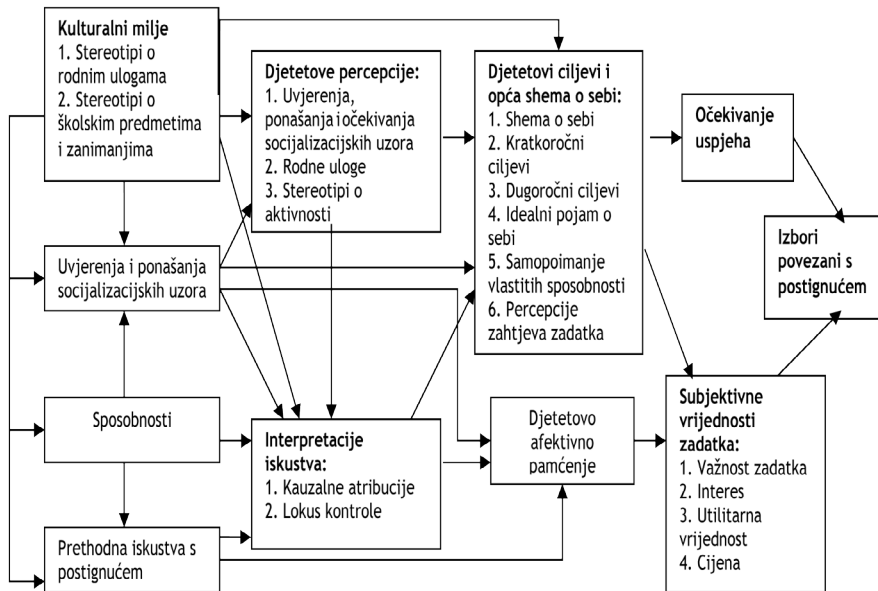 Kulturalni milje
1. Stereotipi o
rodnim ulogama
2. Stereotipi o
školskim predmetima
i zanimanjima
Djetetove percepcije:
1. Uvjerenja,
ponašanja i očekivanja
socijalizacijskih uzora
2. Rodne uloge
3. Stereotipi o
aktivnosti
Djetetovi ciljevi i
opća shema o sebi:
1. Shema o sebi
2. Kratkoročni
ciljevi
3. Dugoročni ciljevi
4. Idealni pojam o
sebi
5. Samopoimanje
vlastitih sposobnosti
6. Percepcije
zahtjeva zadatka
Očekivanje
uspjeha
Izbori
povezani s
postignućem
Uvjerenja i ponašanja
socijalizacijskih uzora
Sposobnosti
Interpretacije
iskustva:
1. Kauzalne atribucije
2. Lokus kontrole
Djetetovo
afektivno
pamćenje
Subjektivne
vrijednosti
zadatka:
1. Važnost zadatka
2. Interes
3. Utilitarna
vrijednost
4. Cijena
Prethodna iskustva s
postignućem